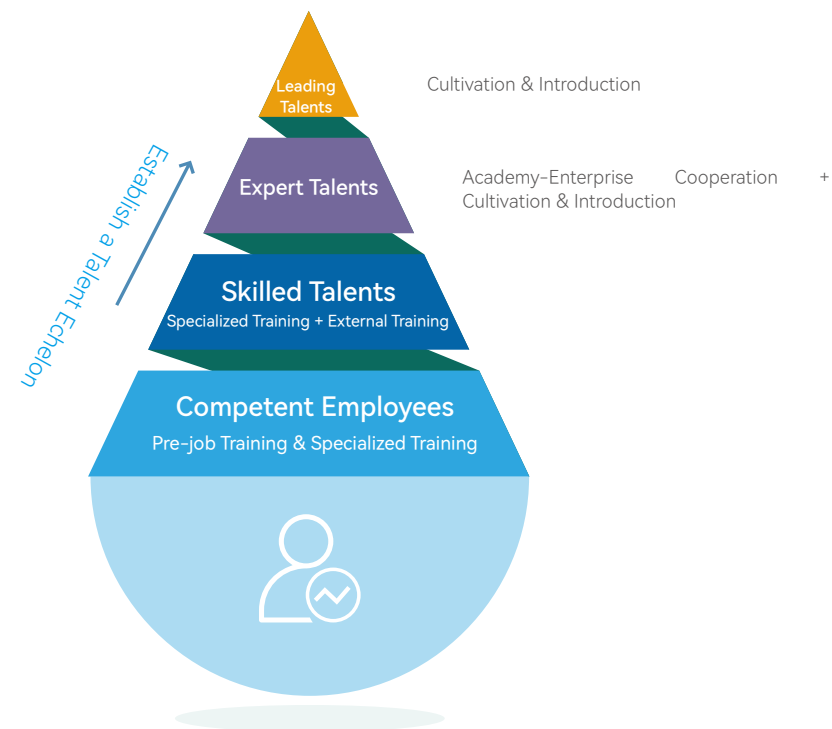 Leading
Talents
Cultivation & Introduction
Expert Talents
Academy-Enterprise Cooperation +
Cultivation & Introduction
Establish a Talent Echelon
Skilled Talents
Specialized Training + External Training
Competent Employees
Pre-job Training & Specialized Training